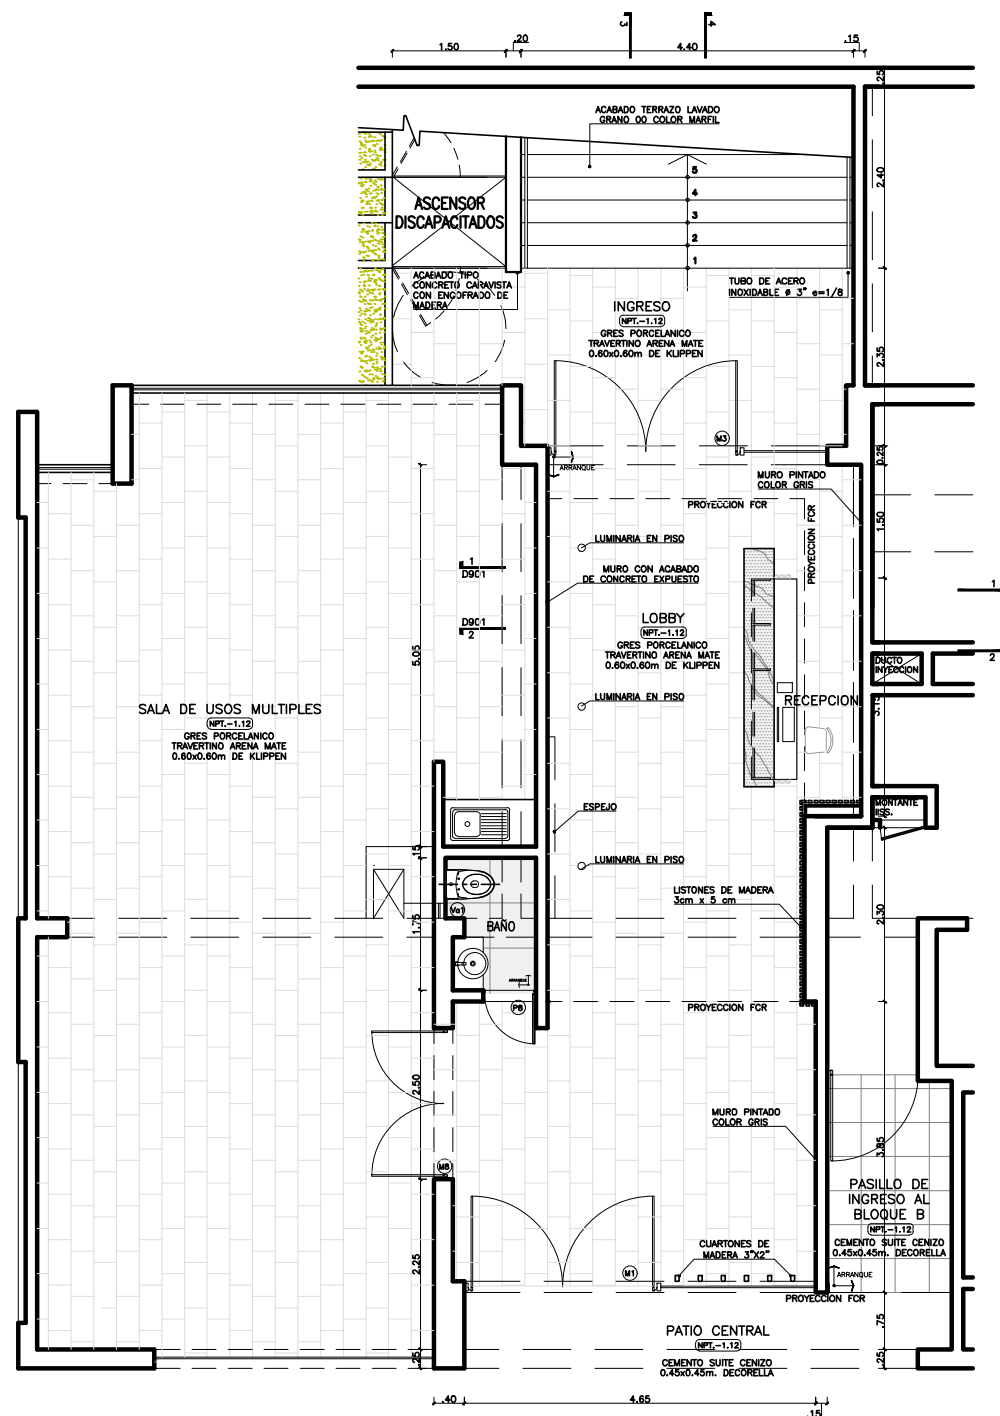 3
4
.20
.15
1.50
4.40
.25
ACABADO TERRAZO LAVADO
GRANO 00 COLOR MARFIL
5
4
3
2
1
2.40
ASCENSOR
DISCAPACITADOS
ACABADO TIPO
CONCRETO CARAVISTA
CON ENCOFRADO DE
MADERA
TUBO DE ACERO
INOXIDABLE ø 3" e=1/8
INGRESO
NPT.-1.12
GRES PORCELANICO
TRAVERTINO ARENA MATE
0.60x0.60m DE KLIPPEN
2.35
M3
ARRANQUE
0.25
MURO PINTADO
COLOR GRIS
PROYECCION FCR
PROYECCION FCR
1.50
LUMINARIA EN PISO
MURO CON ACABADO
DE CONCRETO EXPUESTO
1
D901
D901
2
1
2
LOBBY
NPT.-1.12
GRES PORCELANICO
TRAVERTINO ARENA MATE
0.60x0.60m DE KLIPPEN
5.05
DUCTO
INYECCION
LUMINARIA EN PISO
RECEPCION
3.15
SALA DE USOS MULTIPLES
NPT.-1.12
GRES PORCELANICO
TRAVERTINO ARENA MATE
0.60x0.60m DE KLIPPEN
ESPEJO
MONTANTE
IISS.
.15
LUMINARIA EN PISO
LISTONES DE MADERA
3cm x 5 cm
Va1
BAÑO
1.75
2.30
ARRANQUE
P8
PROYECCION FCR
2.50
M8
MURO PINTADO
COLOR GRIS
3.85
PASILLO DE
INGRESO AL
BLOQUE B
NPT.-1.12
CEMENTO SUITE CENIZO
0.45x0.45m. DECORELLA
CUARTONES DE
MADERA 3"X2"
2.25
M1
ARRANQUE
PROYECCION FCR
PATIO CENTRAL
NPT.-1.12
CEMENTO SUITE CENIZO
0.45x0.45m. DECORELLA
.75
.25
.25
.40
4.65
.15